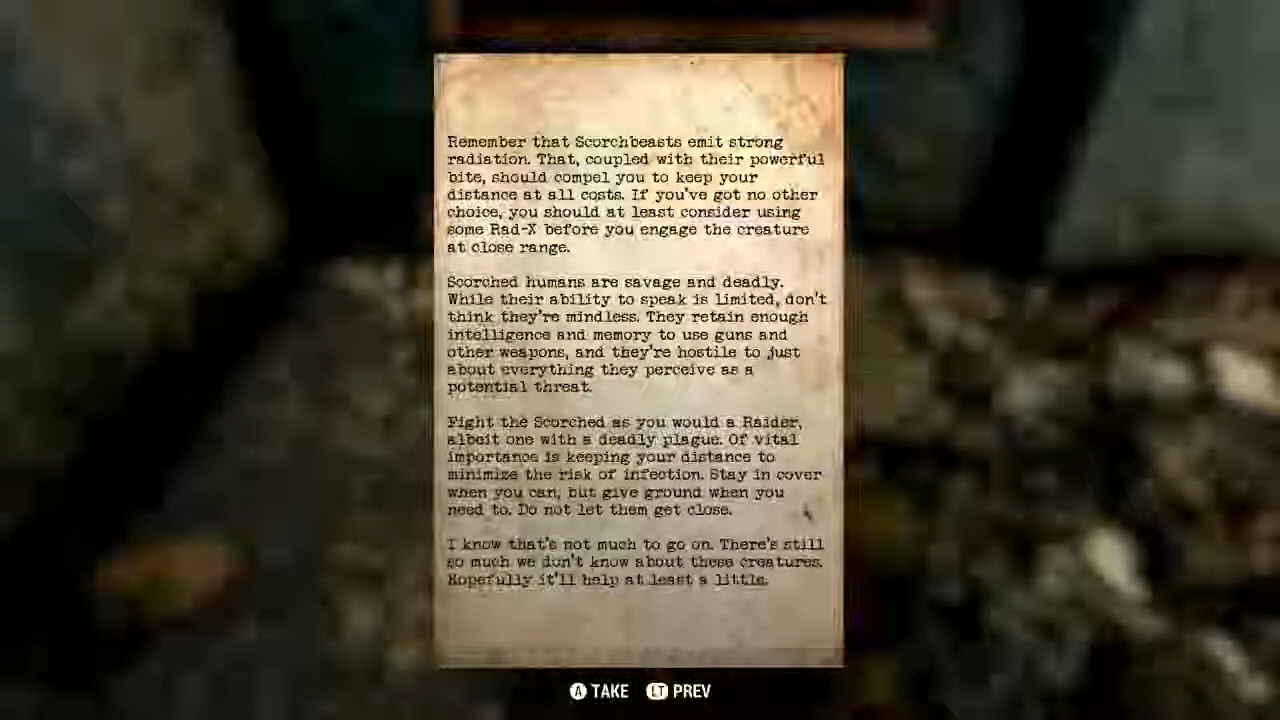 Remember that Scorchbeasts emit strong
radiation. That, coupled with their powerful
bite, should compel you to keep your
distance at all costs. If you've got no other
choice, you should at least consider using
some Rad-X before you engage the creature
at close range.
Scorched humans are savage and deadly.
While their ability to speak is limited, don't
think they're mindless. They retain enough
intelligence and memory to use guns and
other weapons, and they're hostile to just
about everything they perceive as a
potential threat.
Fight the Scorched as you would a Raider,
albeit one with a deadly plague. Of vital
importance is keeping your distance to
minimize the risk of infection. Stay in cover
when you can, but give ground when you
need to. Do not let them get close.
I know that's not much to go on. There's still
so much we don't know about these creatures.
Hopefully it'll help at least a little.
A TAKE LT PREV